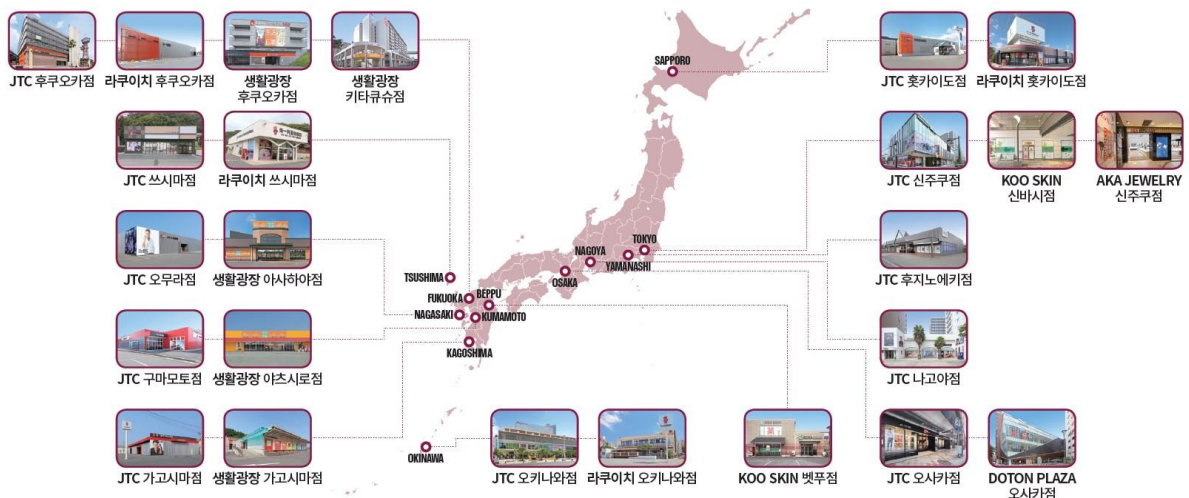 JTC 후쿠오카점
라쿠이치 후쿠오카점
생활광장
후쿠오카점
생활광장
키타큐슈점
JTC 쓰시마점
라쿠이치 쓰시마점
JTC 오무라점
생활광장 아사하야점
JTC 구마모토점
생활광장 야츠시로점
JTC 가고시마점
생활광장 가고시마점
SAPPORO
TOKYO
NAGOYA
YAMANASHI
OSAKA
TSUSHIMA
FUKUOKA
BEPPU
NAGASAKI
KUMAMOTO
KAGOSHIMA
OKINAWA
JTC 홋카이도점
라쿠이치 홋카이도점
JTC 신주쿠점
KOO SKIN
신바시점
AKA JEWELRY
신주쿠점
JTC 후지노에키점
JTC 나고야점
JTC 오키나와점
라쿠이치 오키나와점
KOO SKIN 벳푸점
JTC 오사카점
DOTON PLAZA
오사카점